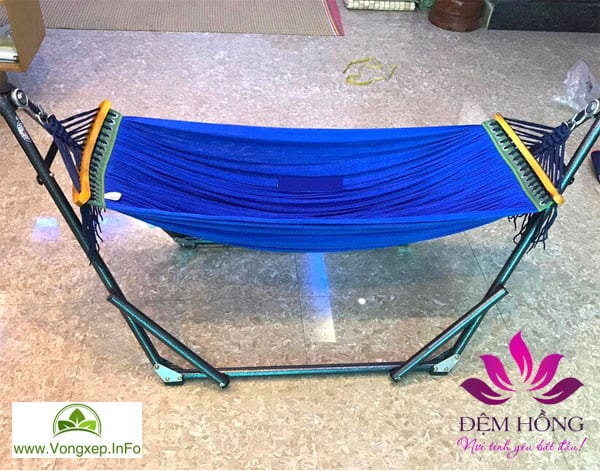 ĐỆM HỒNG
Nơi tình yêu bắt đầu!
www.Vongxep.InFo